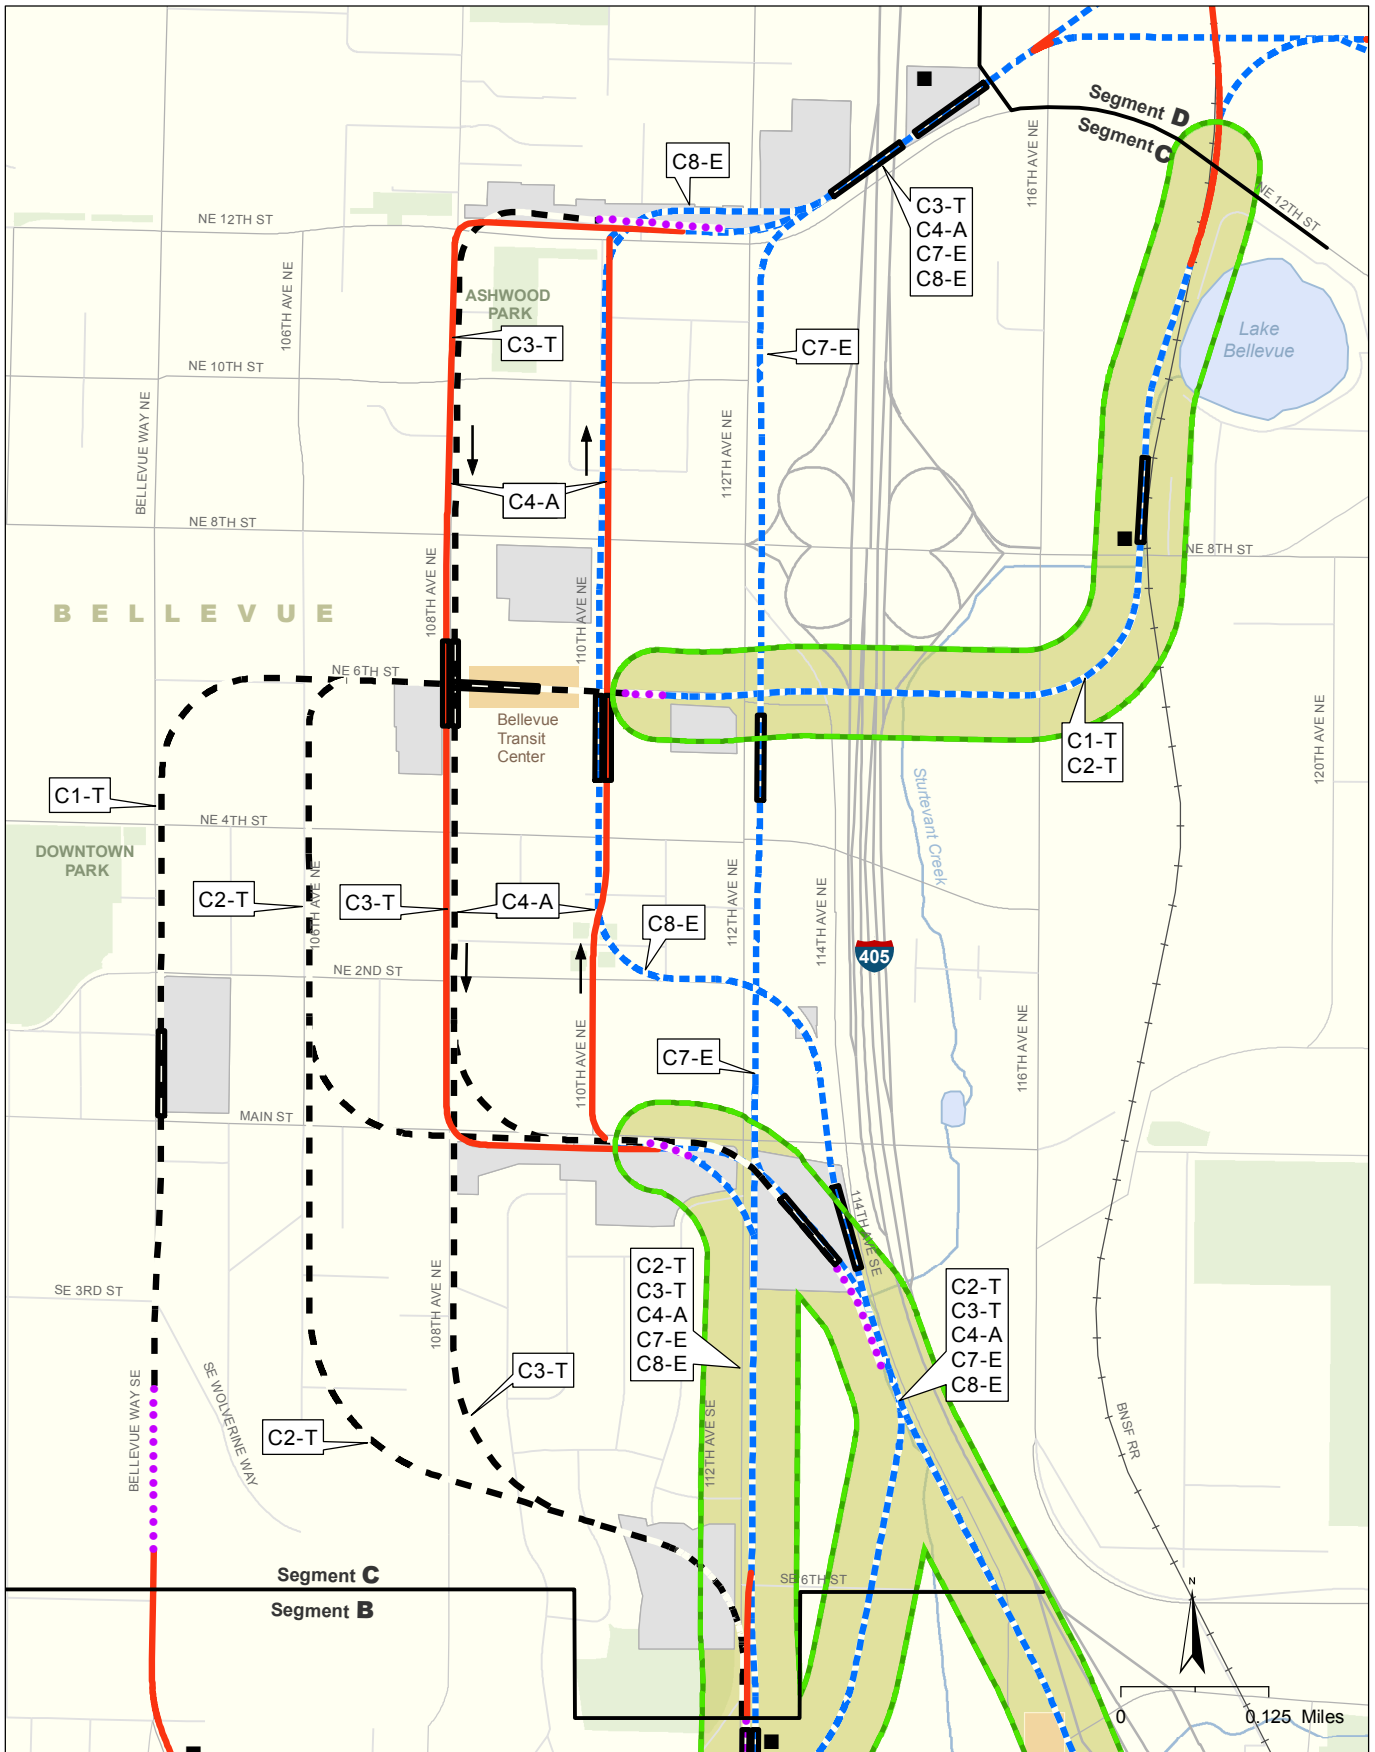 Segment D
Segment C
NE 12TH ST
116TH AVE NE
C8-E
C3-T
C4-A
C7-E
C8-E
NE 12TH ST
106TH AVE NE
ASHWOOD
PARK
C3-T
C7-E
Lake
Bellevue
NE 10TH ST
BELLEVUE WAY NE
112TH AVE NE
C4-A
NE 8TH ST
NE 8TH ST
108TH AVE NE
110TH AVE NE
BELLEVUE
NE 6TH ST
Bellevue
Transit
Center
C1-T
C2-T
120TH AVE NE
C1-T
Sturtevant Creek
NE 4TH ST
DOWNTOWN
PARK
C2-T
106TH AVE NE
C3-T
C4-A
C8-E
112TH AVE NE
114TH AVE NE
405
NE 2ND ST
110TH AVE NE
C7-E
116TH AVE NE
MAIN ST
114TH AVE SE
SE 3RD ST
108TH AVE NE
C2-T
C3-T
C4-A
C7-E
C8-E
C2-T
C3-T
C4-A
C7-E
C8-E
BELLEVUE WAY SE
SE WOLVERINE WAY
C3-T
C2-T
112TH AVE SE
BNSF RR
Segment C
Segment B
SE 6TH ST
N
0 0.125 Miles